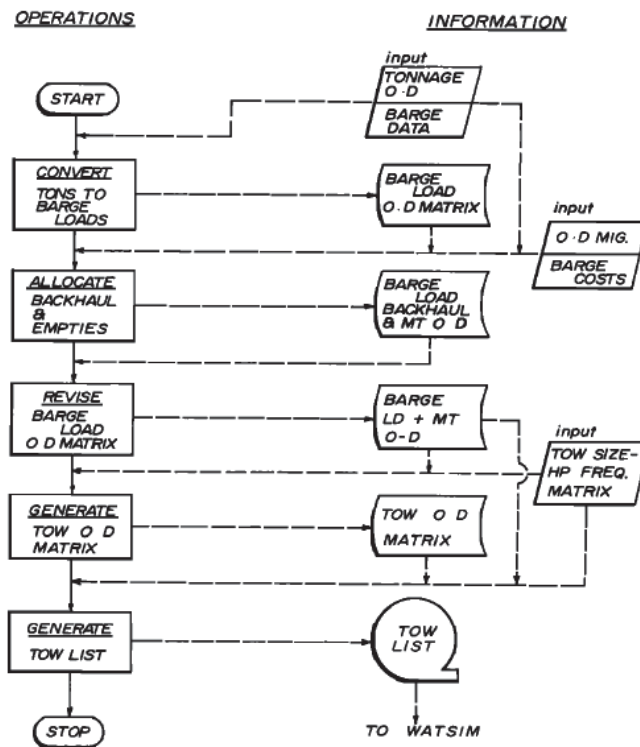 OPERATIONS
INFORMATION
input
TONNAGE
O·D
BARGE
DATA
START
CONVERT
TONS TO
BARGE
LOADS
BARGE
LOAD
O·D MATRIX
input
O·D MIG.
BARGE
COSTS
ALLOCATE
BACKHAUL
&
EMPTIES
BARGE
LOAD
BACKHAUL
& MT O D
REVISE
BARGE
LOAD
O D MATRIX
BARGE
LD + MT
O-D
input
TOW SIZE-
HP FREQ.
MATRIX
GENERATE
TOW O D
MATRIX
TOW O D
MATRIX
GENERATE
TOW LIST
TOW
LIST
STOP
TO WATSIM